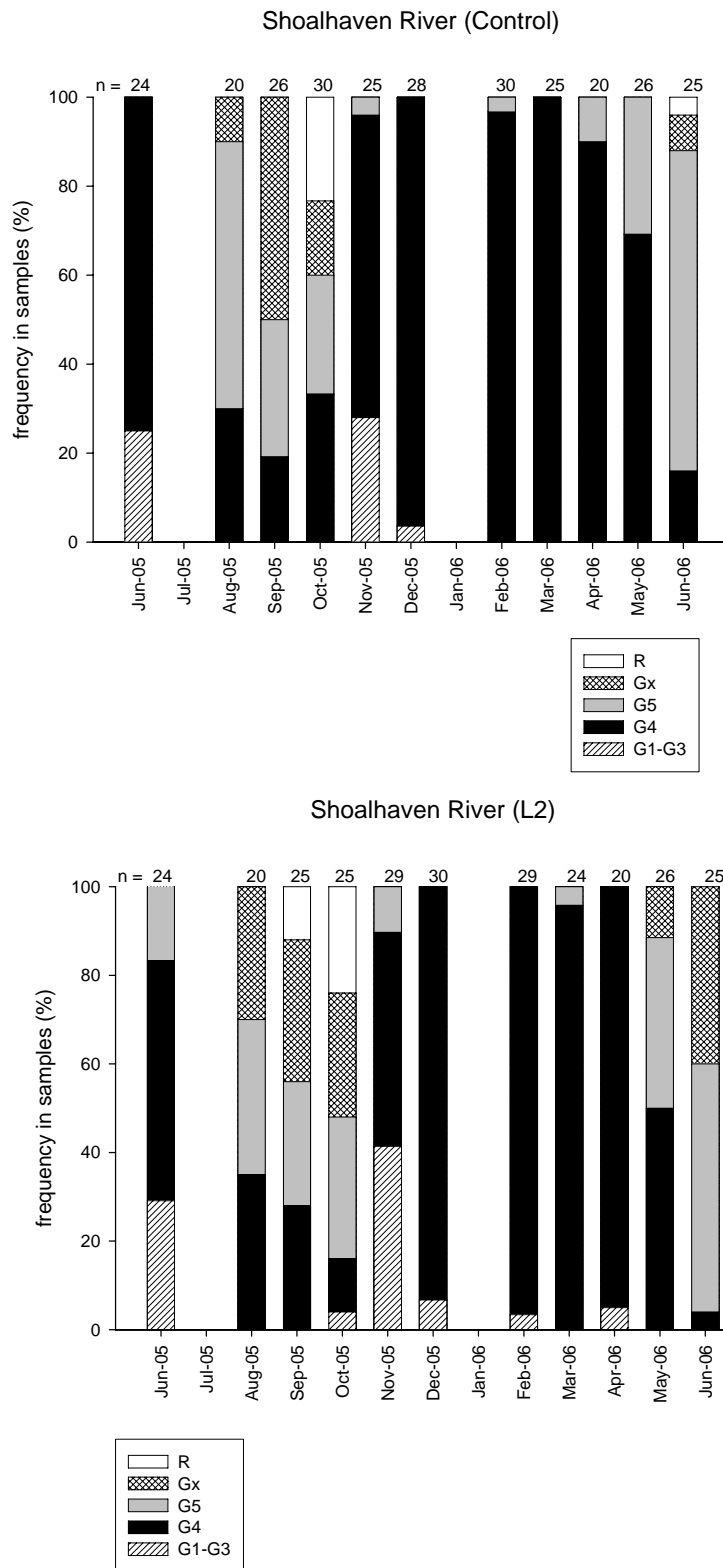 Shoalhaven River (Control)
n = 24 20 26 30 25 28 30 25 20 26 25
frequency in samples (%)
100
80
60
40
20
0
Jun-05 Jul-05 Aug-05 Sep-05 Oct-05 Nov-05 Dec-05 Jan-06 Feb-06 Mar-06 Apr-06 May-06 Jun-06
R
Gx
G5
G4
G1-G3
Shoalhaven River (L2)
n = 24 20 25 25 29 30 29 24 20 26 25
frequency in samples (%)
100
80
60
40
20
0
Jun-05 Jul-05 Aug-05 Sep-05 Oct-05 Nov-05 Dec-05 Jan-06 Feb-06 Mar-06 Apr-06 May-06 Jun-06
R
Gx
G5
G4
G1-G3